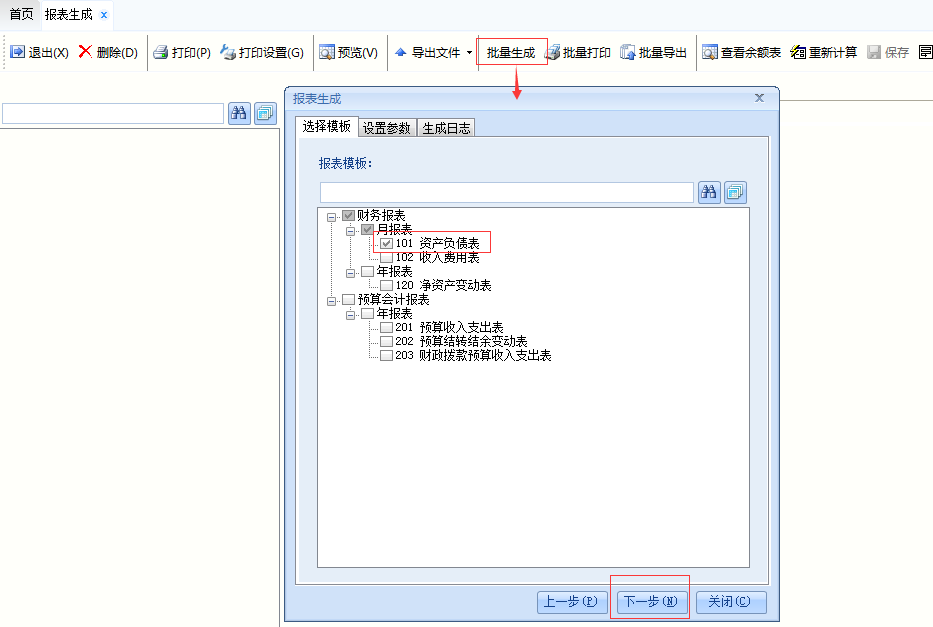 首页 报表生成 x
退出(X) 删除(D) 打印(P) 打印设置(G) 预览(V) 导出文件 批量生成 批量打印 批量导出 查看余额表 重新计算 保存
报表生成 x
选择模板 设置参数 生成日志
报表模板：
财务报表
月报表
101 资产负债表
102 收入费用表
年报表
120 净资产变动表
预算会计报表
年报表
201 预算收入支出表
202 预算结转结余变动表
203 财政拨款预算收入支出表
上一步(P) 下一步(N) 关闭(C)